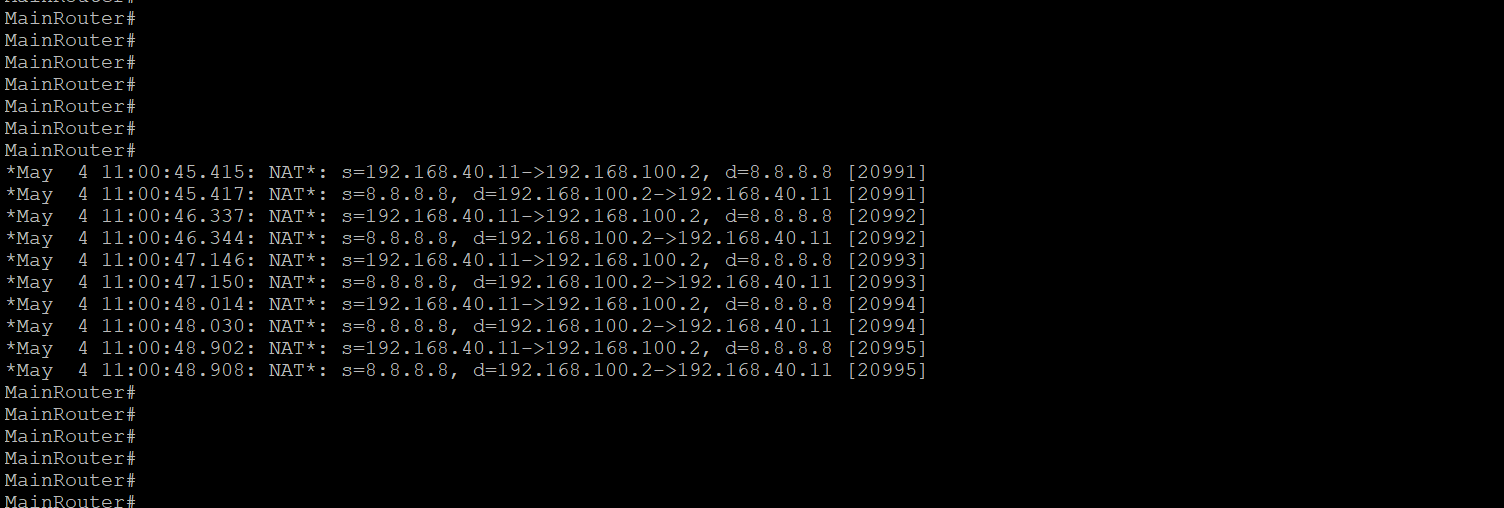 MainRouter#
MainRouter#
MainRouter#
MainRouter#
MainRouter#
MainRouter#
MainRouter#
*May  4 11:00:45.415: NAT*: s=192.168.40.11->192.168.100.2, d=8.8.8.8 [20991]
*May  4 11:00:45.417: NAT*: s=8.8.8.8, d=192.168.100.2->192.168.40.11 [20991]
*May  4 11:00:46.337: NAT*: s=192.168.40.11->192.168.100.2, d=8.8.8.8 [20992]
*May  4 11:00:46.344: NAT*: s=8.8.8.8, d=192.168.100.2->192.168.40.11 [20992]
*May  4 11:00:47.146: NAT*: s=192.168.40.11->192.168.100.2, d=8.8.8.8 [20993]
*May  4 11:00:47.150: NAT*: s=8.8.8.8, d=192.168.100.2->192.168.40.11 [20993]
*May  4 11:00:48.014: NAT*: s=192.168.40.11->192.168.100.2, d=8.8.8.8 [20994]
*May  4 11:00:48.030: NAT*: s=8.8.8.8, d=192.168.100.2->192.168.40.11 [20994]
*May  4 11:00:48.902: NAT*: s=192.168.40.11->192.168.100.2, d=8.8.8.8 [20995]
*May  4 11:00:48.908: NAT*: s=8.8.8.8, d=192.168.100.2->192.168.40.11 [20995]
MainRouter#
MainRouter#
MainRouter#
MainRouter#
MainRouter#
MainRouter#